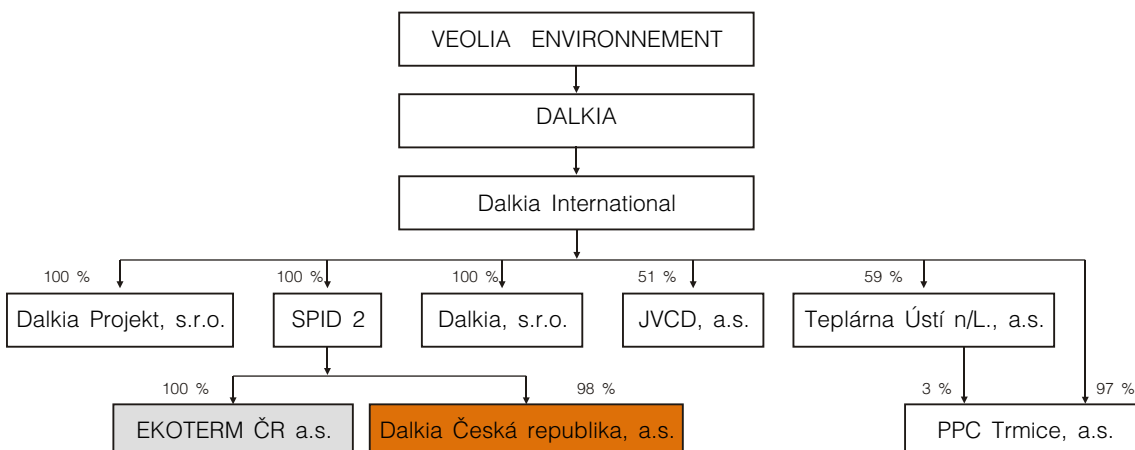 VEOLIA ENVIRONNEMENT
DALKIA
Dalkia International
100 %
100 %
100 %
51 %
59 %
Dalkia Projekt, s.r.o.
SPID 2
Dalkia, s.r.o.
JVCD, a.s.
Teplárna Ústí n/L., a.s.
100 %
98 %
3 %
97 %
EKOTERM ČR a.s.
Dalkia Česká republika, a.s.
PPC Trmice, a.s.